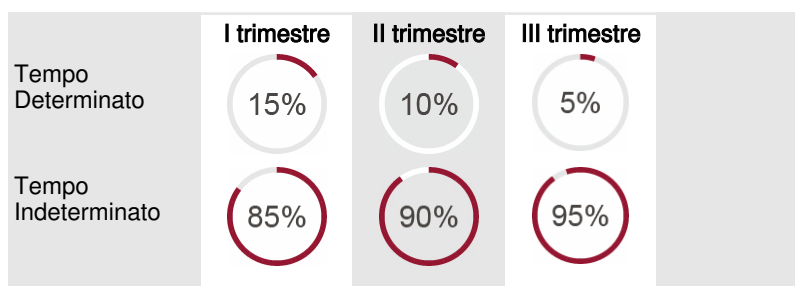 I trimestre II trimestre III trimestre
Tempo
Determinato
15% 10% 5%
Tempo
Indeterminato
85% 90% 95%